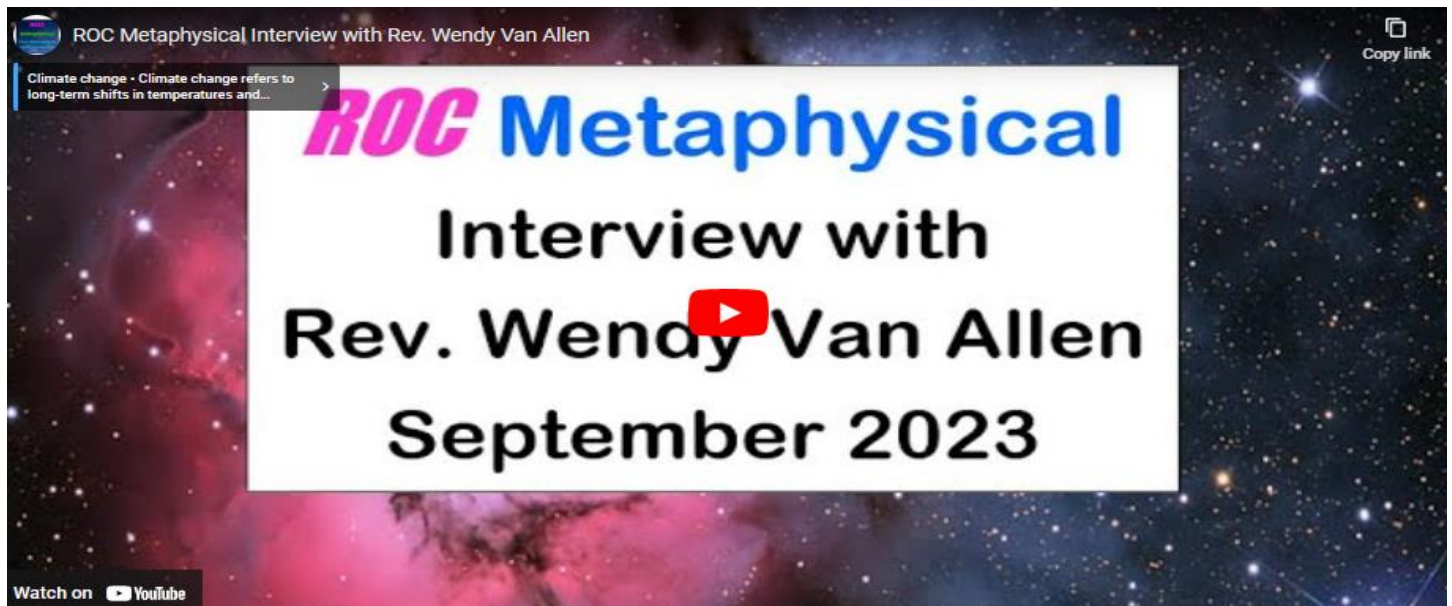 ROC Metaphysical Interview with Rev. Wendy Van Allen
Copy link
Climate change • Climate change refers to
long-term shifts in temperatures and...
ROC Metaphysical
Interview with
Rev. Wendy Van Allen
September 2023
Watch on YouTube